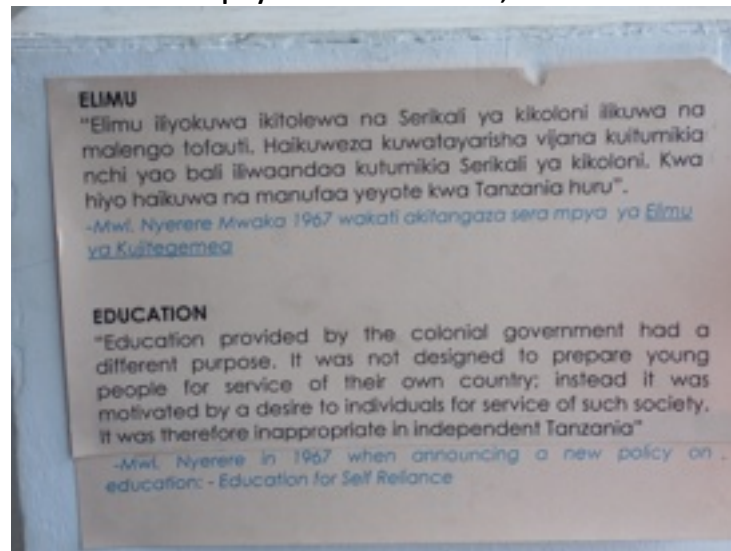 ELIMU
"Elimu iliyokuwa ikitolewa na Serikali ya kikoloni ilikuwa na
malengo tofauti. Haikuweza kuwatayarisha vijana kuitumikia
nchi yao bali iliwaandaa kutumikia Serikali ya kikoloni. Kwa
hiyo haikuwa na manufaa yeyote kwa Tanzania huru".
-Mwl. Nyerere Mwaka 1967 wakati akitangaza sera mpya ya Elimu
ya Kujitegemea
EDUCATION
"Education provided by the colonial government had a
different purpose. It was not designed to prepare young
people for service of their own country; instead it was
motivated by a desire to individuals for service of such society.
It was therefore inappropriate in independent Tanzania"
-Mwl. Nyerere in 1967 when announcing a new policy on
education: - Education for Self Reliance